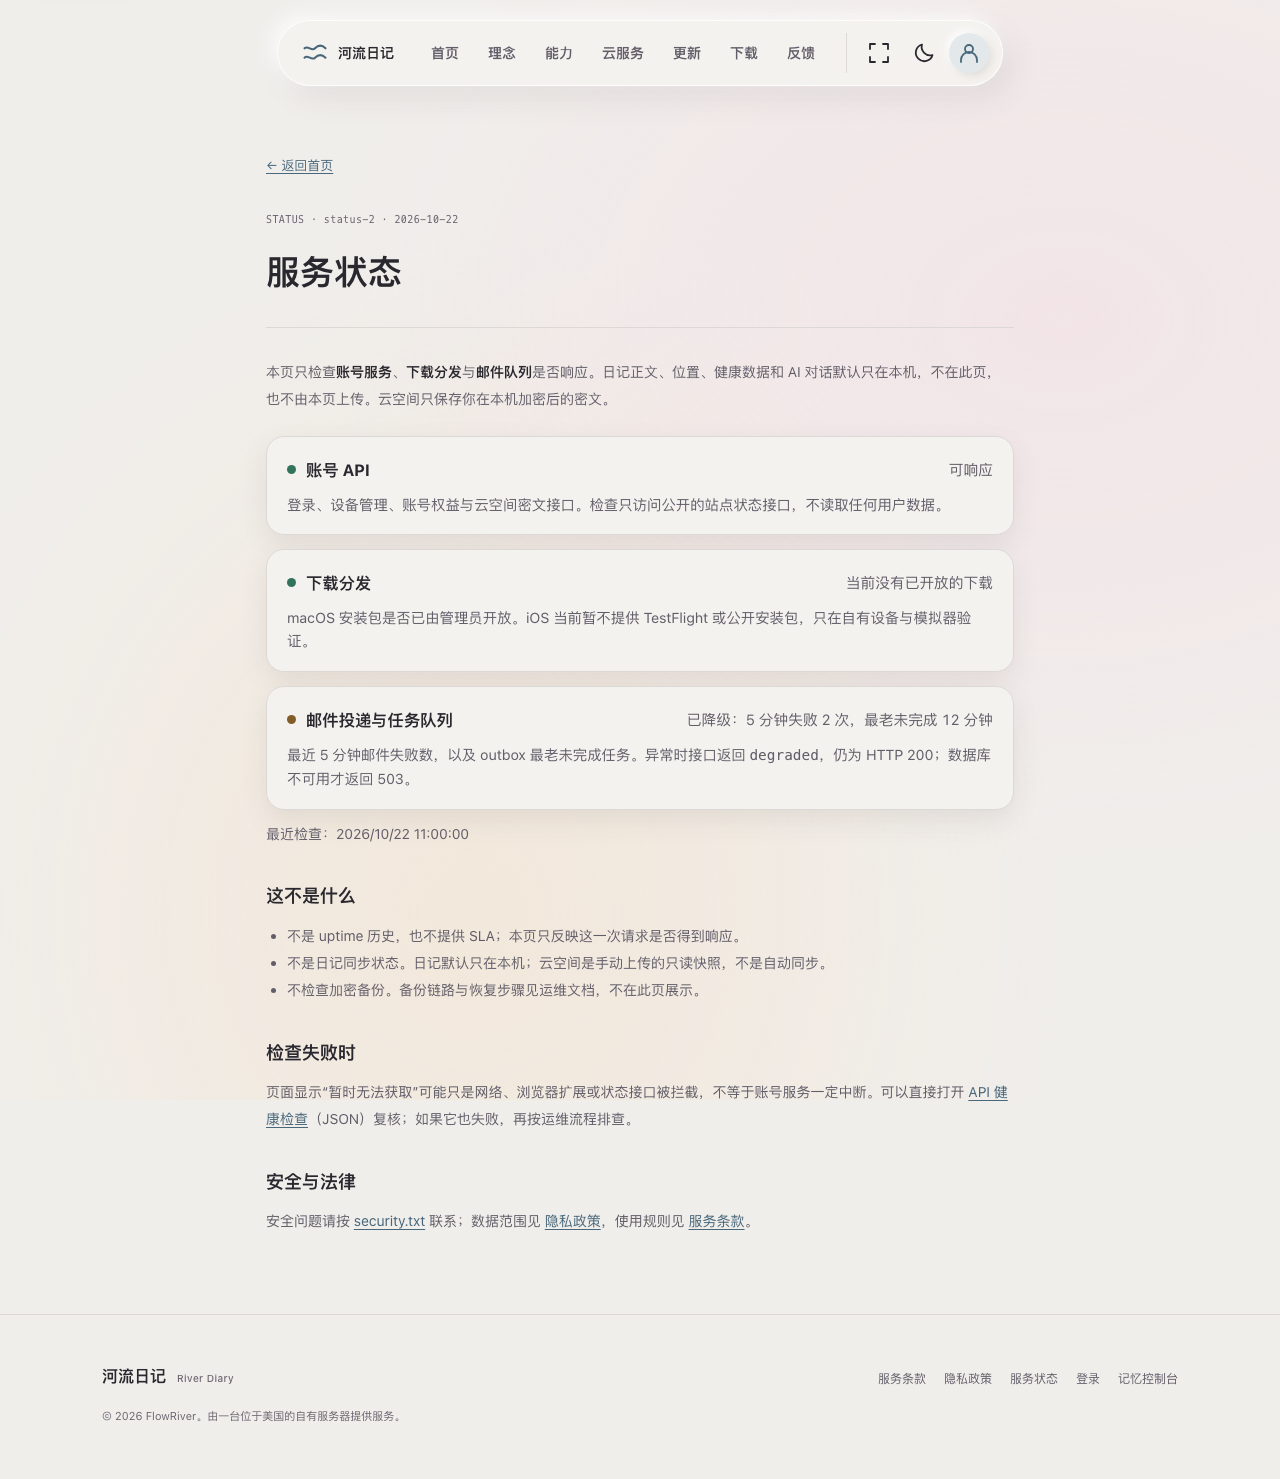 河流日记 首页 理念 能力 云服务 更新 下载 反馈
← 返回首页
STATUS · status-2 · 2026-10-22
服务状态
本页只检查账号服务、下载分发与邮件队列是否响应。日记正文、位置、健康数据和 AI 对话默认只在本机，不在此页，
也不由本页上传。云空间只保存你在本机加密后的密文。
账号 API 可响应
登录、设备管理、账号权益与云空间密文接口。检查只访问公开的站点状态接口，不读取任何用户数据。
下载分发 当前没有已开放的下载
macOS 安装包是否已由管理员开放。iOS 当前暂不提供 TestFlight 或公开安装包，只在自有设备与模拟器验
证。
邮件投递与任务队列 已降级：5 分钟失败 2 次，最老未完成 12 分钟
最近 5 分钟邮件失败数，以及 outbox 最老未完成任务。异常时接口返回 degraded，仍为 HTTP 200；数据库
不可用才返回 503。
最近检查：2026/10/22 11:00:00
这不是什么
• 不是 uptime 历史，也不提供 SLA；本页只反映这一次请求是否得到响应。
• 不是日记同步状态。日记默认只在本机；云空间是手动上传的只读快照，不是自动同步。
• 不检查加密备份。备份链路与恢复步骤见运维文档，不在此页展示。
检查失败时
页面显示“暂时无法获取”可能只是网络、浏览器扩展或状态接口被拦截，不等于账号服务一定中断。可以直接打开 API 健
康检查（JSON）复核；如果它也失败，再按运维流程排查。
安全与法律
安全问题请按 security.txt 联系；数据范围见 隐私政策，使用规则见 服务条款。
河流日记 River Diary 服务条款 隐私政策 服务状态 登录 记忆控制台
© 2026 FlowRiver。由一台位于美国的自有服务器提供服务。